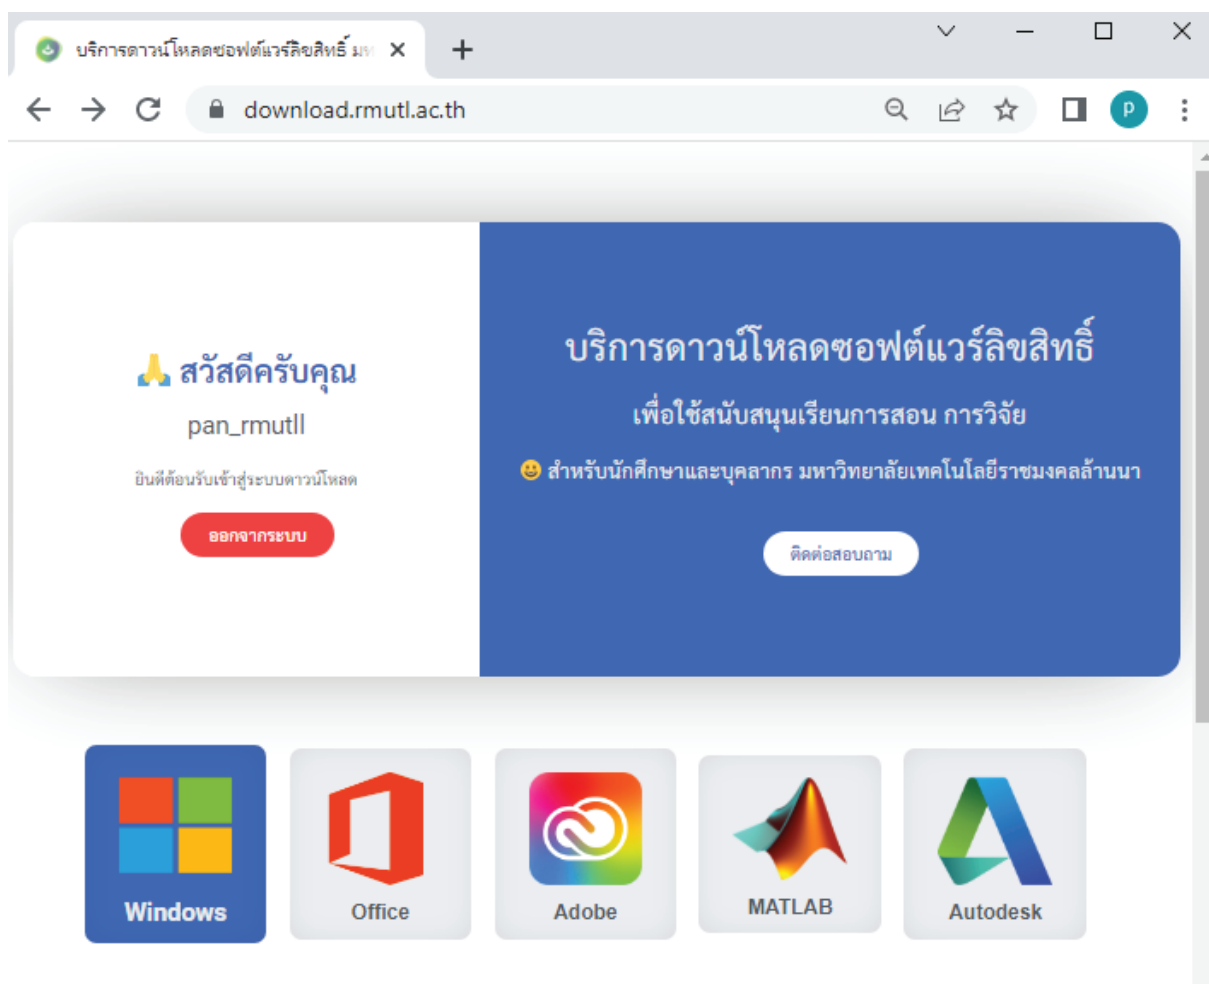 บริการดาวน์โหลดซอฟต์แวร์ลิขสิทธิ์ มห
download.rmutl.ac.th
p
🙏 สวัสดีครับคุณ
pan_rmutll
ยินดีต้อนรับเข้าสู่ระบบดาวน์โหลด
ออกจากระบบ
บริการดาวน์โหลดซอฟต์แวร์ลิขสิทธิ์
เพื่อใช้สนับสนุนเรียนการสอน การวิจัย
😀 สำหรับนักศึกษาและบุคลากร มหาวิทยาลัยเทคโนโลยีราชมงคลล้านนา
ติดต่อสอบถาม
Windows
Office
Adobe
MATLAB
Autodesk